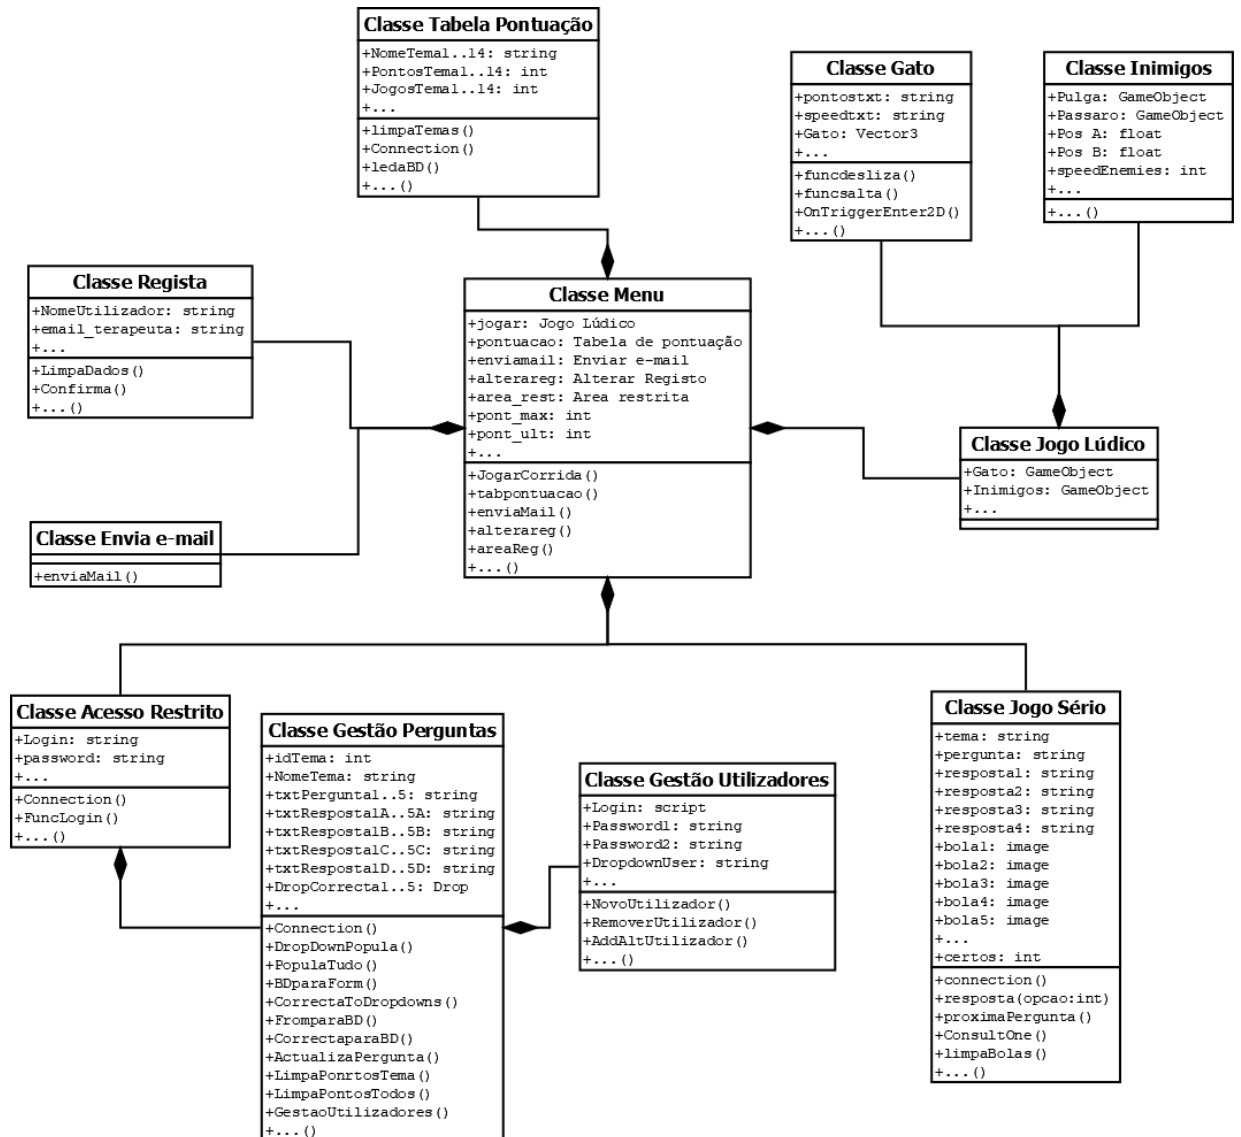 Classe Tabela Pontuação
+NomeTema1..14: string
+PontosTema1..14: int
+JogosTema1..14: int
+...
+limpaTemas()
+Connection()
+ledaBD()
+...()
Classe Gato
+pontostxt: string
+speedtxt: string
+Gato: Vector3
+...
+funcdesliza()
+funcsalta()
+OnTriggerEnter2D()
+...()
Classe Inimigos
+Pulga: GameObject
+Passaro: GameObject
+Pos A: float
+Pos B: float
+speedEnemies: int
+...
+...()
Classe Regista
+NomeUtilizador: string
+email_terapeuta: string
+...
+LimpaDados()
+Confirma()
+...()
Classe Menu
+jogar: Jogo Lúdico
+pontuacao: Tabela de pontuação
+enviamail: Enviar e-mail
+alterareg: Alterar Registo
+area_rest: Area restrita
+pont_max: int
+pont_ult: int
+...
+JogarCorrida()
+tabpontuacao()
+enviaMail()
+alterareg()
+areaReg()
+...()
Classe Jogo Lúdico
+Gato: GameObject
+Inimigos: GameObject
+...
Classe Envia e-mail
+enviaMail()
Classe Acesso Restrito
+Login: string
+password: string
+...
+Connection()
+FuncLogin()
+...()
Classe Gestão Perguntas
+idTema: int
+NomeTema: string
+txtPergunta1..5: string
+txtResposta1A..5A: string
+txtResposta1B..5B: string
+txtResposta1C..5C: string
+txtResposta1D..5D: string
+DropCorrecta1..5: Drop
+...
+Connection()
+DropDownPopula()
+PopulaTudo()
+BDparaForm()
+CorrectaToDropdowns()
+FromparaBD()
+CorrectaparaBD()
+ActualizaPergunta()
+LimpaPonrtosTema()
+LimpaPontosTodos()
+GestaoUtilizadores()
+...()
Classe Gestão Utilizadores
+Login: script
+Password1: string
+Password2: string
+DropdownUser: string
+...
+NovoUtilizador()
+RemoverUtilizador()
+AddAltUtilizador()
+...()
Classe Jogo Sério
+tema: string
+pergunta: string
+resposta1: string
+resposta2: string
+resposta3: string
+resposta4: string
+bola1: image
+bola2: image
+bola3: image
+bola4: image
+bola5: image
+...
+certos: int
+connection()
+resposta(opcao:int)
+proximaPergunta()
+ConsultOne()
+limpaBolas()
+...()